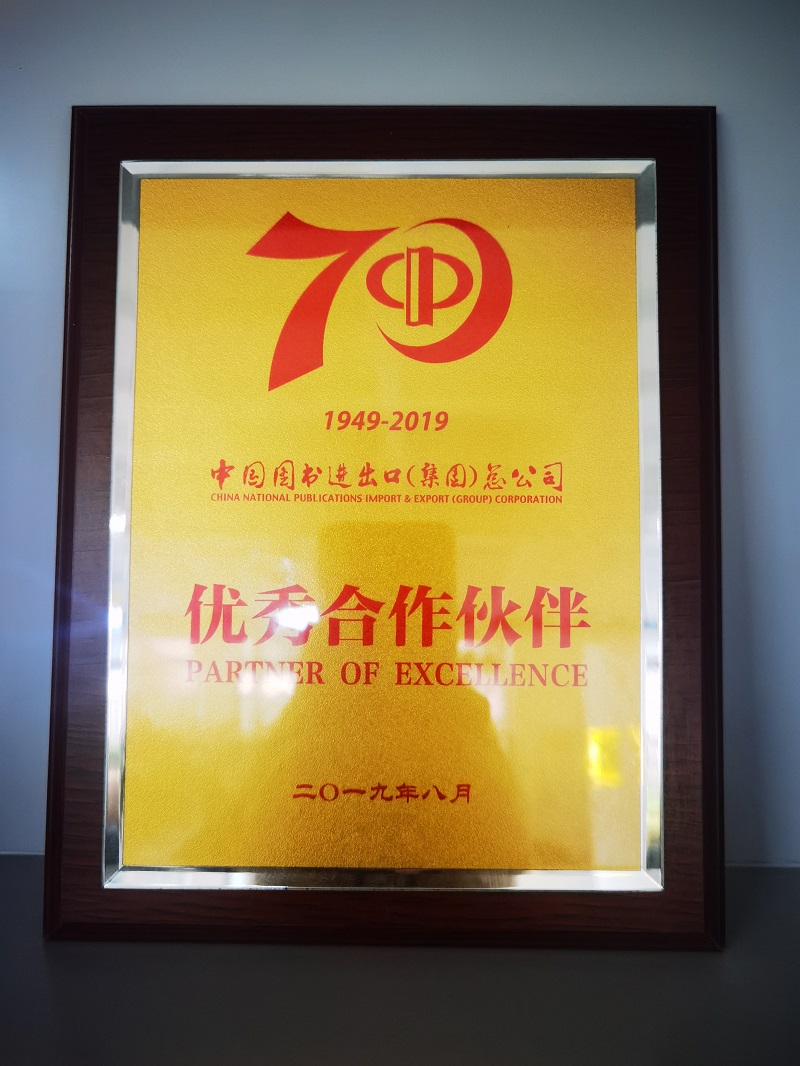 70
1949-2019
中国图书进出口(集团)总公司
CHINA NATIONAL PUBLICATIONS IMPORT & EXPORT (GROUP) CORPORATION
优秀合作伙伴
PARTNER OF EXCELLENCE
二〇一九年八月